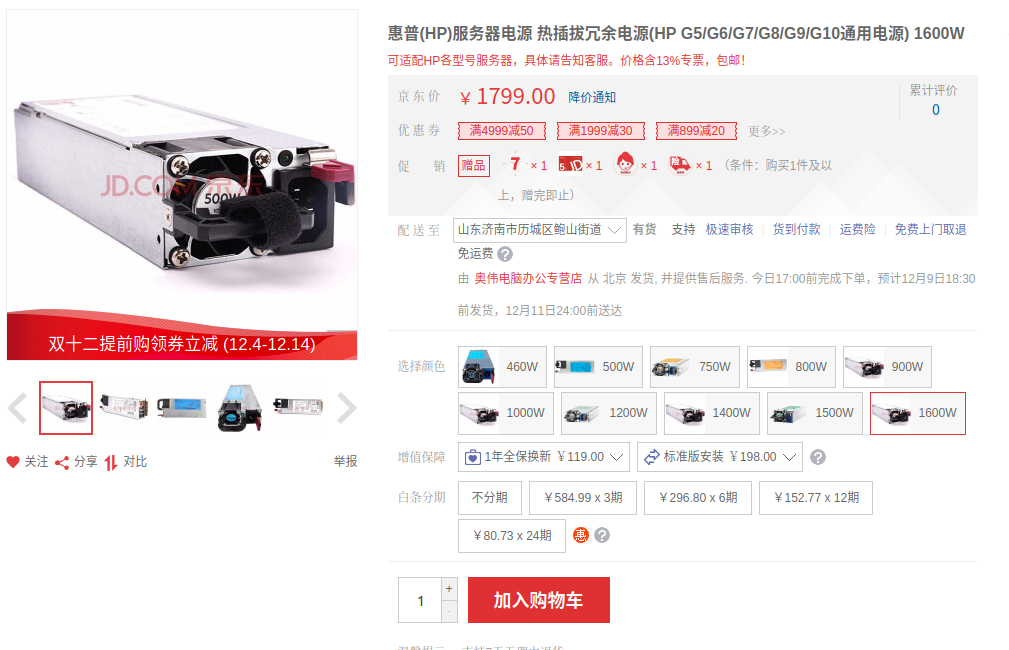 惠普(HP)服务器电源 热插拔冗余电源(HP G5/G6/G7/G8/G9/G10通用电源) 1600W
可适配HP各型号服务器，具体请告知客服。价格含13%专票，包邮！
京东价 ￥1799.00 降价通知
累计评价
0
优惠券 满4999减50 满1999减30 满899减20 更多>>
促销 赠品 × 1 × 1 × 1 × 1 （条件：购买1件及以
上，赠完即止）
配送至 山东济南市历城区鲍山街道 有货 支持 极速审核 货到付款 运费险 免费上门取退
免运费 ?
由 奥伟电脑办公专营店 从 北京 发货, 并提供售后服务. 今日17:00前完成下单，预计12月9日18:30
前发货，12月11日24:00前送达
JD.COM 京东
500W
双十二提前购领券立减 (12.4-12.14)
关注 分享 对比 举报
选择颜色 460W 500W 750W 800W 900W
1000W 1200W 1400W 1500W 1600W
增值保障 1年全保换新 ￥119.00 标准版安装 ￥198.00 ?
白条分期 不分期 ￥584.99 x 3期 ￥296.80 x 6期 ￥152.77 x 12期
￥80.73 x 24期 惠 ?
1 + - 加入购物车